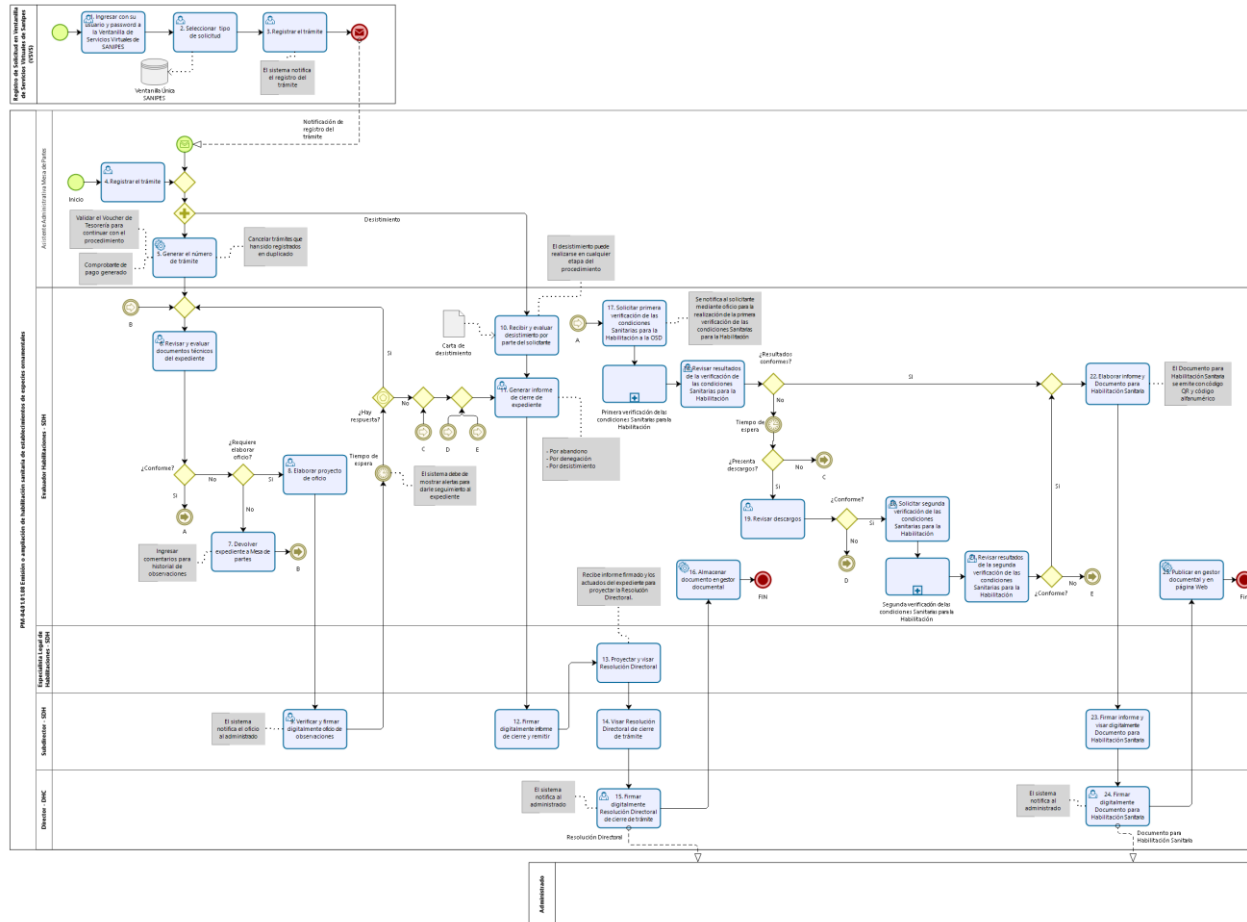 Registro de Solicitud en Ventanilla
de Servicios Virtuales de Sanipes
(VSVS)
1. Ingresar con su
usuario y password a
la Ventanilla de
Servicios Virtuales de
SANIPES
2. Seleccionar tipo
de solicitud
3. Registrar el trámite
Ventanilla Única
SANIPES
El sistema notifica
el registro del
trámite
Notificación de
registro del
trámite
Asistente Administrativa Mesa de Partes
4. Registrar el trámite
Inicio
Desistimiento
Validar el Voucher de
Tesorería para
continuar con el
procedimiento
Comprobante de
pago generado
5. Generar el número
de trámite
Cancelar trámites que
han sido registrados
en duplicado
El desistimiento puede
realizarse en cualquier
etapa del
procedimiento
Evaluador Habilitaciones - SDH
B
6. Revisar y evaluar
documentos técnicos
del expediente
¿Conforme?
Si
No
A
¿Requiere
elaborar
oficio?
Si
No
8. Elaborar proyecto
de oficio
7. Devolver
expediente a Mesa de
partes
B
Ingresar
comentarios para
historial de
observaciones
Si
¿Hay
respuesta?
No
C
D
E
Tiempo de
espera
El sistema debe de
mostrar alertas para
darle seguimiento al
expediente
Carta de
desistimiento
10. Recibir y evaluar
desistimiento por
parte del solicitante
11. Generar informe
de cierre de
expediente
- Por abandono
- Por denegación
- Por desistimiento
A
17. Solicitar primera
verificación de las
condiciones
Sanitarias para la
Habilitación a la OSD
Se notifica al solicitante
mediante oficio para la
realización de la primera
verificación de las
condiciones Sanitarias
para la Habilitación
Primera verificación de las
condiciones Sanitarias para la
Habilitación
Revisar resultados
de la verificación de
las condiciones
Sanitarias para la
Habilitación
¿Resultados
conformes?
Si
No
Tiempo de
espera
¿Presenta
descargos?
No
C
Si
19. Revisar descargos
¿Conforme?
Si
No
D
Solicitar segunda
verificación de las
condiciones
Sanitarias para la
Habilitación
Segunda verificación de las
condiciones Sanitarias para la
Habilitación
Revisar resultados
de la segunda
verificación de las
condiciones
Sanitarias para la
Habilitación
Si
No
¿Conforme?
E
22. Elaborar informe y
Documento para
Habilitación Sanitaria
El Documento para
Habilitación Sanitaria
se emite con código
QR y código
alfanumérico
Recibe informe firmado y los
actuados del expediente para
proyectar la Resolución
Directoral.
16. Almacenar
documento en gestor
documental
FIN
25. Publicar en gestor
documental y en
página Web
Fin
PM-0401.01.08 Emisión o ampliación de habilitación sanitaria de establecimientos de especies ornamentales
Especialista Legal de
Habilitaciones - SDH
13. Proyectar y visar
Resolución Directoral
Subdirector - SDH
El sistema
notifica el oficio
al administrado
9. Verificar y firmar
digitalmente oficio de
observaciones
12. Firmar
digitalmente informe
de cierre y remitir
14. Visar Resolución
Directoral de cierre
de trámite
23. Firmar informe y
visar digitalmente
Documento para
Habilitación Sanitaria
Director - DHC
El sistema
notifica al
administrado
15. Firmar
digitalmente
Resolución Directoral
de cierre de trámite
Resolución Directoral
El sistema
notifica al
administrado
24. Firmar
digitalmente
Documento para
Habilitación Sanitaria
Documento para
Habilitación Sanitaria
Administrado